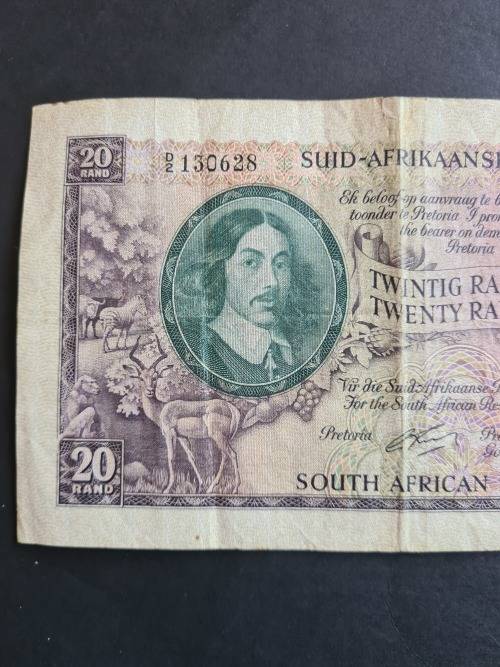 20
RAND
D/2 130628
SUID-AFRIKAANSE
Ek beloof op aanvraag te b
toonder te Pretoria I pro
the bearer on dem
Pretoria
TWINTIG RA
TWENTY RA
Vir die Suid-Afrikaanse
For the South African Re
Pretoria
20
RAND
SOUTH AFRICAN